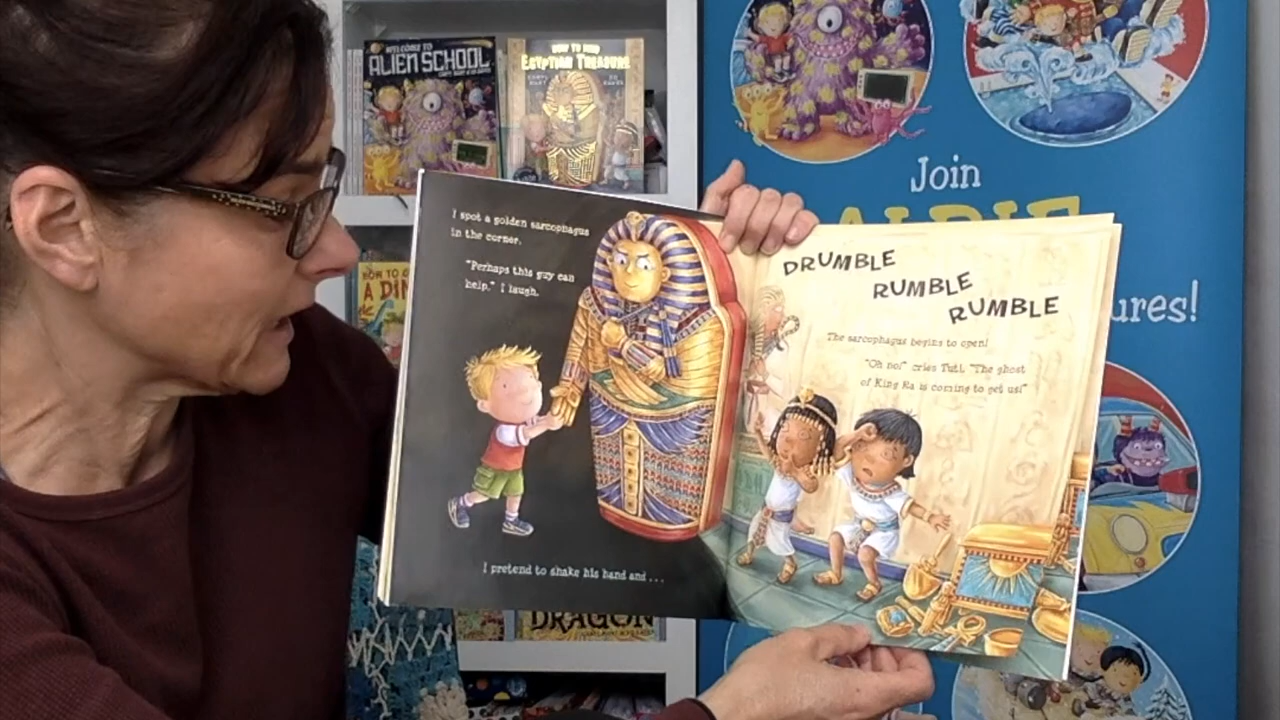 WELCOME TO
ALIEN SCHOOL
HOW TO FIND
EGYPTIAN TREASURE
HOW TO
A DIN
Join
ALBIE
ures!
I spot a golden sarcophagus
in the corner.
"Perhaps this guy can
help," I laugh.
I pretend to shake his hand and ...
DRUMBLE
RUMBLE
RUMBLE
The sarcophagus begins to open!
"Oh no!" cries Tuti. "The ghost
of King Ra is coming to get us!"
DRAGON